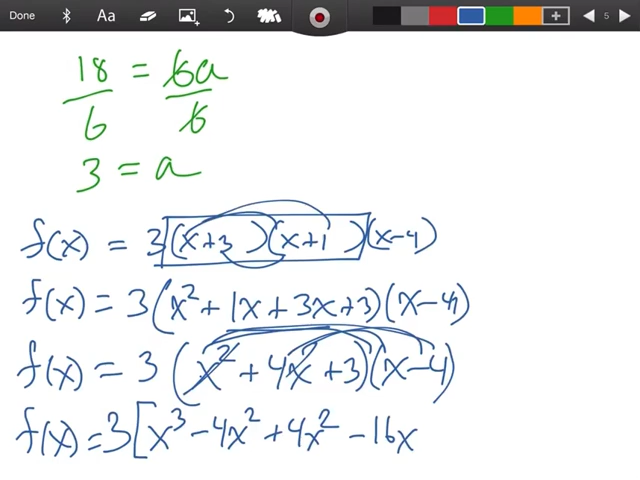 Done Aa 5
18 = 6a
6 6
3 = a
f(x) = 3(x+3)(x+1)(x-4)
f(x) = 3(x² + 1x + 3x + 3)(x-4)
f(x) = 3(x² + 4x + 3)(x-4)
f(x) = 3[x³ - 4x² + 4x² - 16x